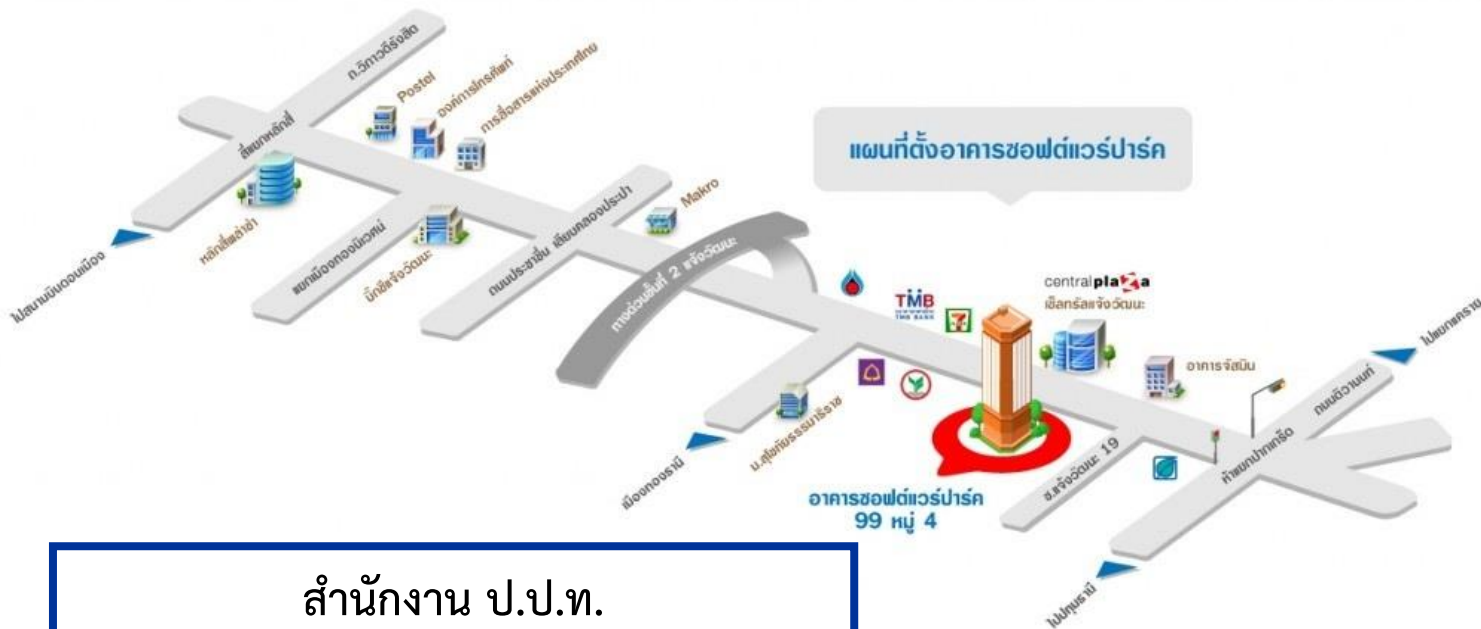 ถ.วิภาวดีรังสิต
สี่แยกหลักสี่
Postel
องค์การโทรศัพท์
การสื่อสารแห่งประเทศไทย
แผนที่ตั้งอาคารซอฟต์แวร์ปาร์ค
ไปสนามบินดอนเมือง
หลักสี่พล่าซ่า
แยกเมืองทองนิเวศน์
บิ๊กซีแจ้งวัฒนะ
ถนนประชาชื่น เลียบคลองประปา
Makro
ทางด่วนขั้นที่ 2 แจ้งวัฒนะ
TMB
TMB BANK
7
centralplaza
เซ็ลทรัลแจ้งวัฒนะ
อาคารจัสมิน
ไปแยกแคราย
ถนนติวานนท์
ห้าแยกปากเกร็ด
เมืองทองธานี
ม.สุโขทัยธรรมาธิราช
อาคารซอฟต์แวร์ปาร์ค
99 หมู่ 4
ซ.แจ้งวัฒนะ 19
ไปปทุมธานี
สำนักงาน ป.ป.ท.